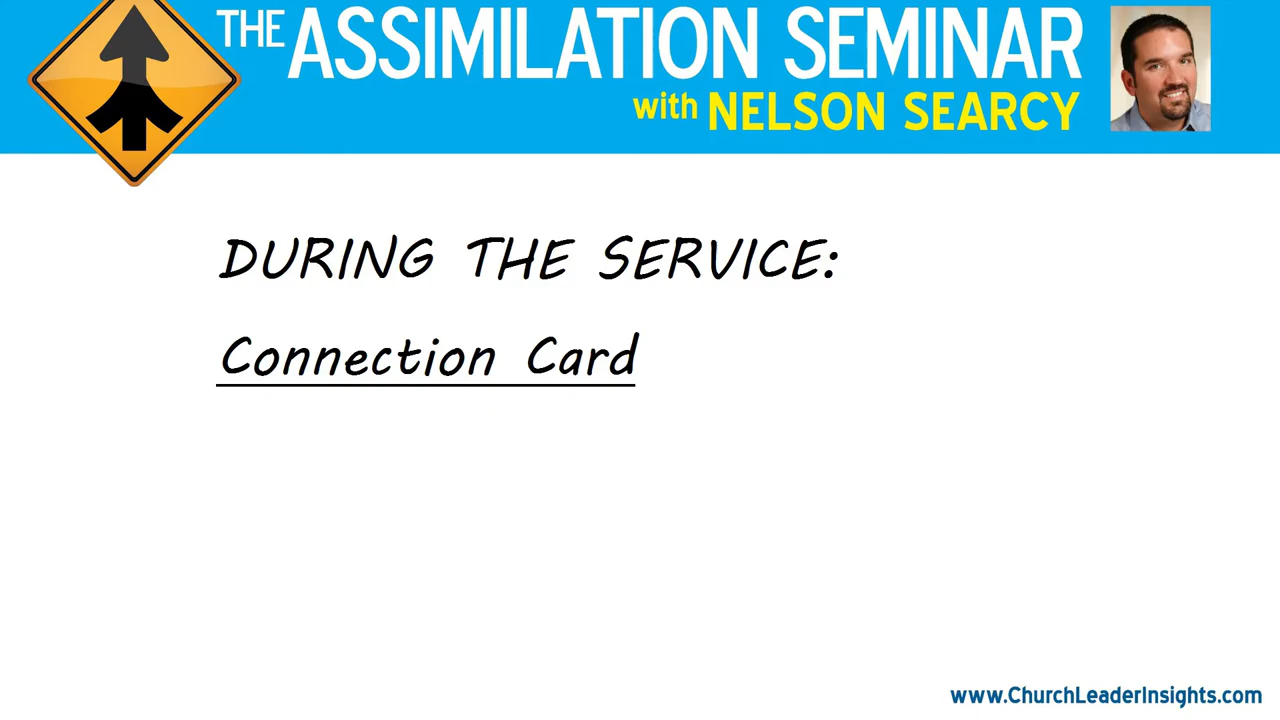 THE ASSIMILATION SEMINAR
with NELSON SEARCY
DURING THE SERVICE:
Connection Card
www.ChurchLeaderInsights.com